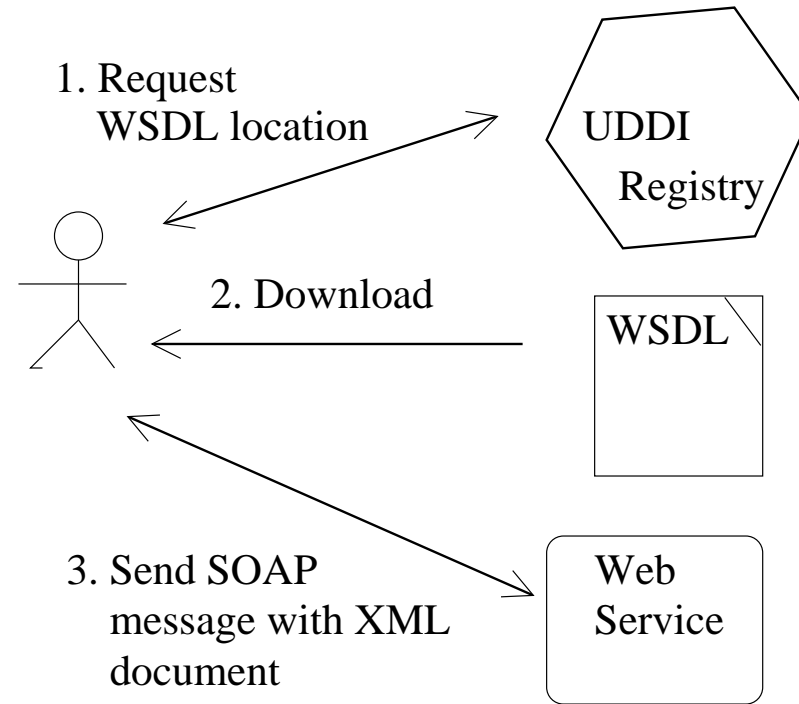 1. Request
WSDL location
UDDI
Registry
2. Download
WSDL
3. Send SOAP
message with XML
document
Web
Service